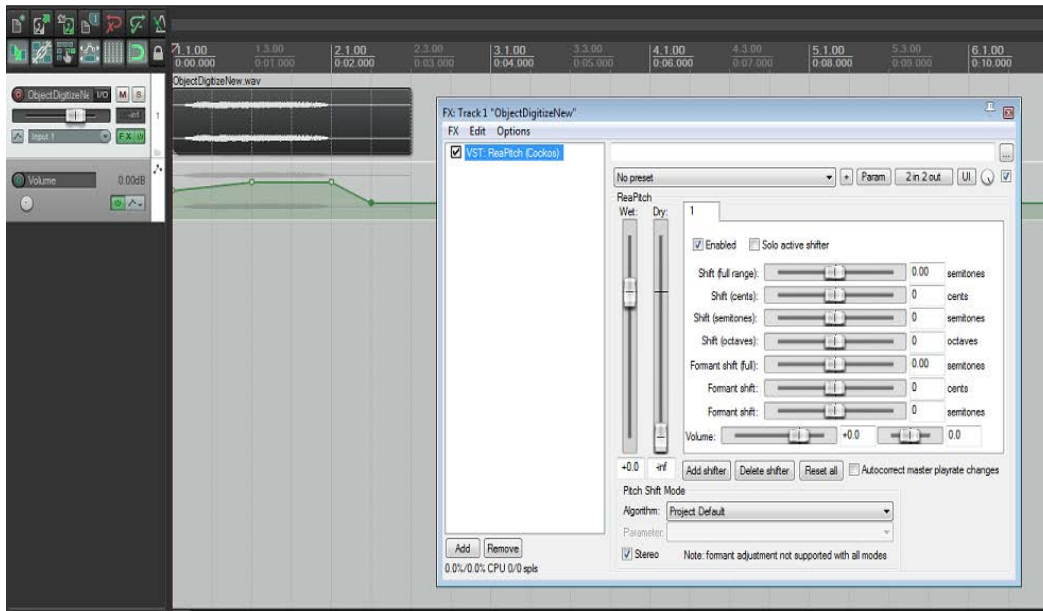 1.1.00 1.3.00 2.1.00 2.3.00 3.1.00 3.3.00 4.1.00 4.3.00 5.1.00 5.3.00 6.1.00
0:00.000 0:01.000 0:02.000 0:03.000 0:04.000 0:05.000 0:06.000 0:07.000 0:08.000 0:09.000 0:10.000
ObjectDigitizeNew.wav
ObjectDigitizeNe I/O M S
-inf 1
Input 1 FX
Volume 0.00dB
FX: Track 1 "ObjectDigitizeNew"
FX Edit Options
VST: ReaPitch (Cockos)
...
No preset + Param 2 in 2 out UI
ReaPitch
Wet: Dry: 1
Enabled Solo active shifter
Shift (full range): 0.00 semitones
Shift (cents): 0 cents
Shift (semitones): 0 semitones
Shift (octaves): 0 octaves
Formant shift (full): 0.00 semitones
Formant shift: 0 cents
Formant shift: 0 semitones
Volume: +0.0 0.0
+0.0 -inf Add shifter Delete shifter Reset all Autocorrect master playrate changes
Pitch Shift Mode
Algorithm: Project Default
Parameter:
Stereo Note: formant adjustment not supported with all modes
Add Remove
0.0%/0.0% CPU 0/0 spls